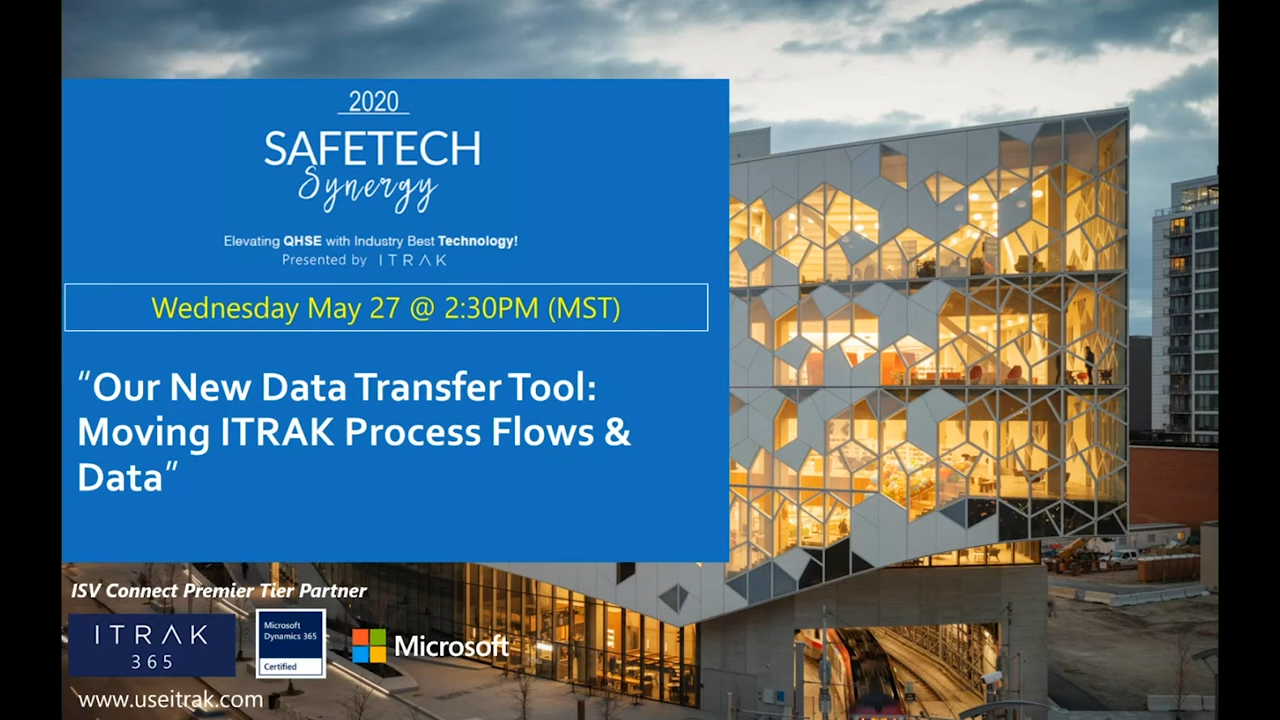 2020
SAFETECH
Synergy
Elevating QHSE with Industry Best Technology!
Presented by ITRAK
Wednesday May 27 @ 2:30PM (MST)
“Our New Data Transfer Tool:
Moving ITRAK Process Flows &
Data”
ISV Connect Premier Tier Partner
ITRAK
365
Microsoft
Dynamics 365
Certified
Microsoft
www.useitrak.com